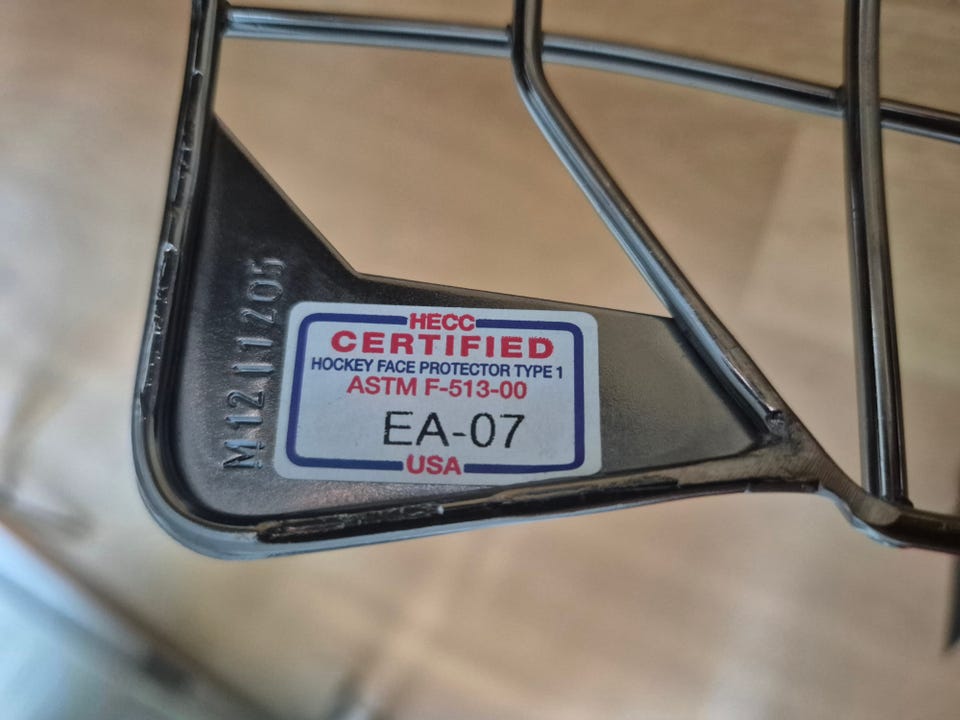 M1211205
HECC
CERTIFIED
HOCKEY FACE PROTECTOR TYPE 1
ASTM F-513-00
EA-07
USA